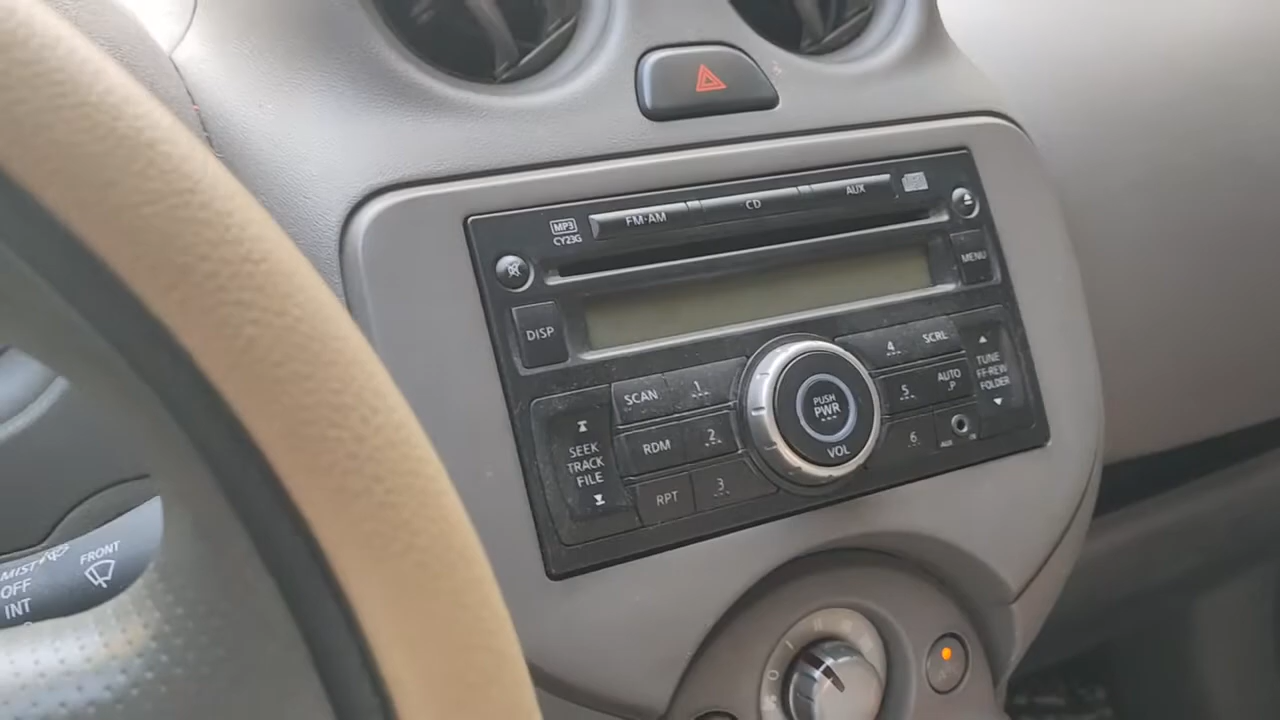 FM·AM
CD
AUX
MP3
CY23G
MENU
DISP
4
SCRL
SCAN
1
TUNE
FF·REW
FOLDER
5
AUTO
.P
PUSH
PWR
VOL
SEEK
TRACK
FILE
RDM
2
6
AUX IN
RPT
3
MIST
OFF
INT
FRONT